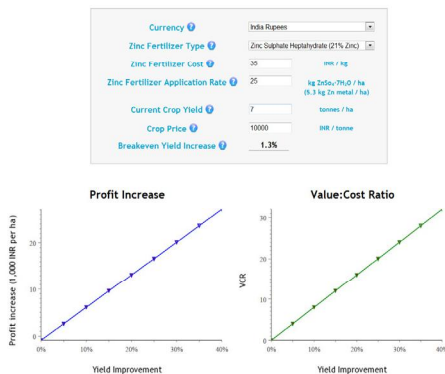 Currency ? India Rupees
Zinc Fertilizer Type ? Zinc Sulphate Heptahydrate (21% Zinc)
Zinc Fertilizer Cost ? 35 INR / kg
Zinc Fertilizer Application Rate ? 25 kg ZnSo₄·7H₂O / ha
(5.3 kg Zn metal / ha)
Current Crop Yield ? 7 tonnes / ha
Crop Price ? 10000 INR / tonne
Breakeven Yield Increase ? 1.3%
Profit Increase
Profit increase (1,000 INR per ha)
20
10
0
0% 10% 20% 30% 40%
Yield Improvement
Value:Cost Ratio
VCR
30
20
10
0
0% 10% 20% 30% 40%
Yield Improvement